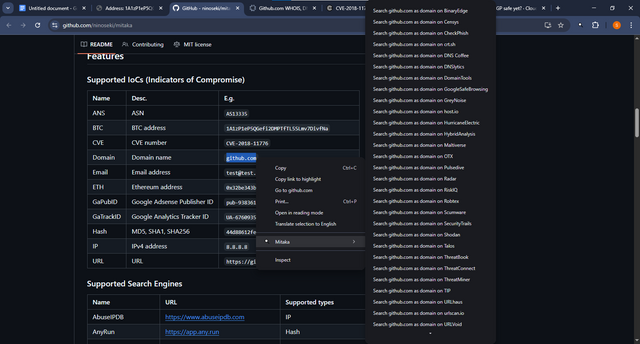 Untitled document - G
Address: 1A1zP1eP5Q
GitHub - ninoseki/mitaka
Github.com WHOIS, D
CVE-2018-117
GP safe yet? - Clou
github.com/ninoseki/mitaka
README
Contributing
MIT license
Features
Supported IoCs (Indicators of Compromise)
Name Desc. E.g.
ANS ASN AS13335
BTC BTC address 1A1zP1eP5QGefi2DMPTfTL5SLmv7DivfNa
CVE CVE number CVE-2018-11776
Domain Domain name github.com
Email Email address test@test.
ETH Ethereum address 0x32be343b
GaPubID Google Adsense Publisher ID pub-938361
GaTrackID Google Analytics Tracker ID UA-6760935
Hash MD5, SHA1, SHA256 44d88612fe
IP IPv4 address 8.8.8.8
URL URL https://gi
Supported Search Engines
Name URL Supported types
AbuseIPDB https://www.abuseipdb.com IP
AnyRun https://app.any.run Hash
Copy Ctrl+C
Copy link to highlight
Go to github.com
Print... Ctrl+P
Open in reading mode
Translate selection to English
Mitaka
Inspect
Search github.com as domain on BinaryEdge
Search github.com as domain on Censys
Search github.com as domain on CheckPhish
Search github.com as domain on crt.sh
Search github.com as domain on DNS Coffee
Search github.com as domain on DNSlytics
Search github.com as domain on DomainTools
Search github.com as domain on GoogleSafeBrowsing
Search github.com as domain on GreyNoise
Search github.com as domain on host.io
Search github.com as domain on HurricaneElectric
Search github.com as domain on HybridAnalysis
Search github.com as domain on Maltiverse
Search github.com as domain on OTX
Search github.com as domain on Pulsedive
Search github.com as domain on Radar
Search github.com as domain on RiskIQ
Search github.com as domain on Robtex
Search github.com as domain on Scumware
Search github.com as domain on SecurityTrails
Search github.com as domain on Shodan
Search github.com as domain on Talos
Search github.com as domain on ThreatBook
Search github.com as domain on ThreatConnect
Search github.com as domain on ThreatMiner
Search github.com as domain on TIP
Search github.com as domain on URLhaus
Search github.com as domain on urlscan.io
Search github.com as domain on URLVoid